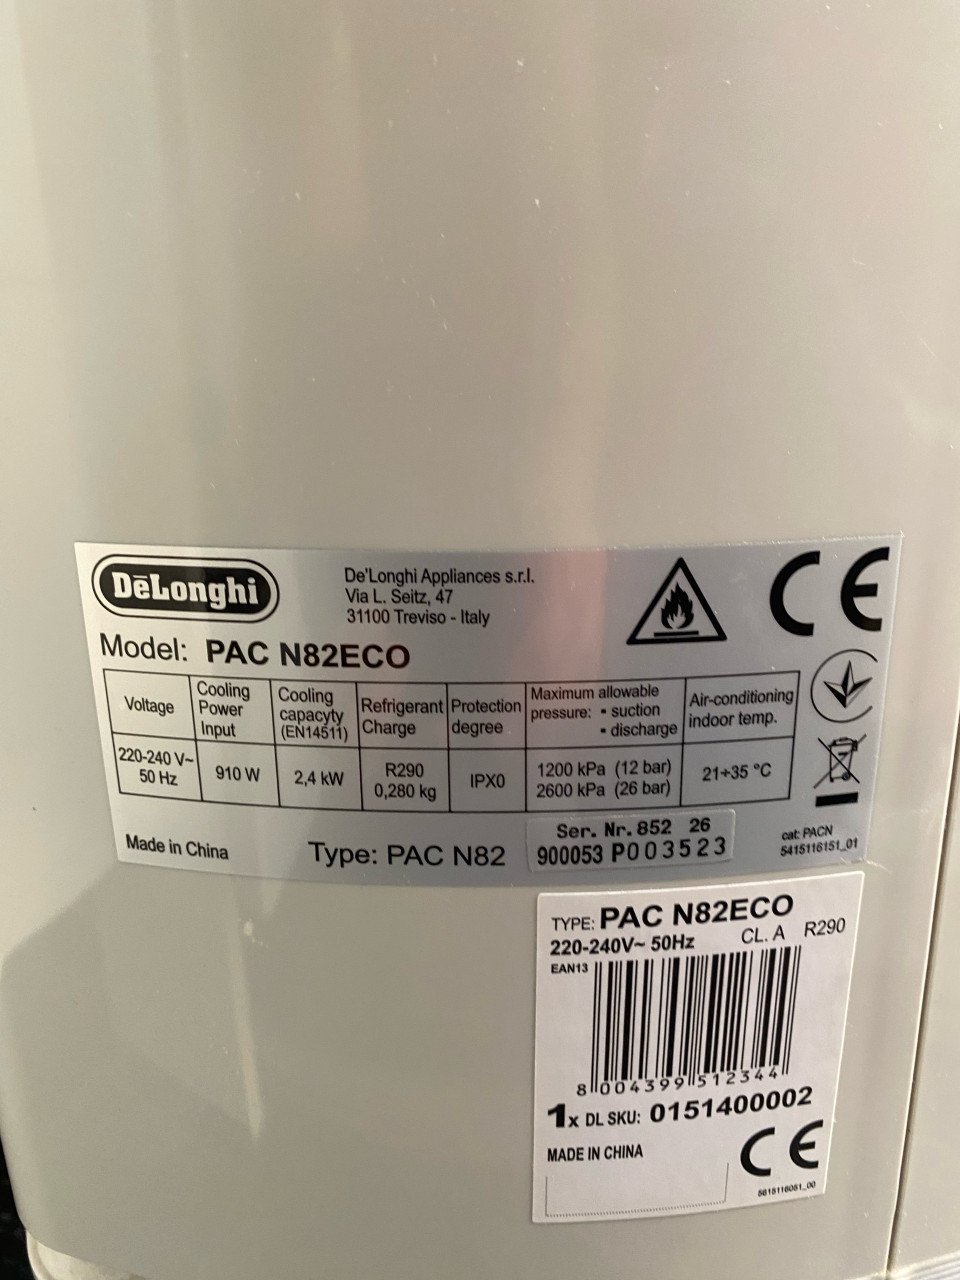 DēLonghi
De'Longhi Appliances s.r.l.
Via L. Seitz, 47
31100 Treviso - Italy
CE
Model: PAC N82ECO
Voltage
Cooling
Power
Input
Cooling
capacyty
(EN14511)
Refrigerant
Charge
Protection
degree
Maximum allowable
pressure: ▪ suction
▪ discharge
Air-conditioning
indoor temp.
220-240 V~
50 Hz
910 W
2,4 kW
R290
0,280 kg
IPX0
1200 kPa (12 bar)
2600 kPa (26 bar)
21÷35 °C
Made in China
Type: PAC N82
Ser. Nr. 852 26
900053 P003523
cat: PACN
5415116151_01
TYPE: PAC N82ECO
220-240V~ 50Hz CL. A R290
EAN13
8 004399 512344
1x DL SKU: 0151400002
MADE IN CHINA
CE
5615116051_00